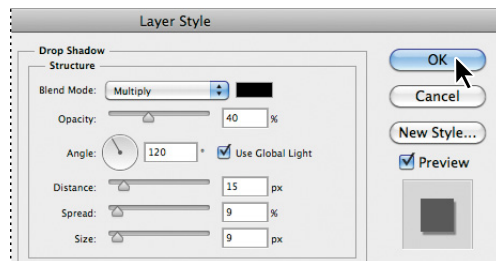 Layer Style
Drop Shadow
Structure
Blend Mode: Multiply
Opacity: 40 %
Angle: 120 ° Use Global Light
Distance: 15 px
Spread: 9 %
Size: 9 px
OK
Cancel
New Style...
Preview